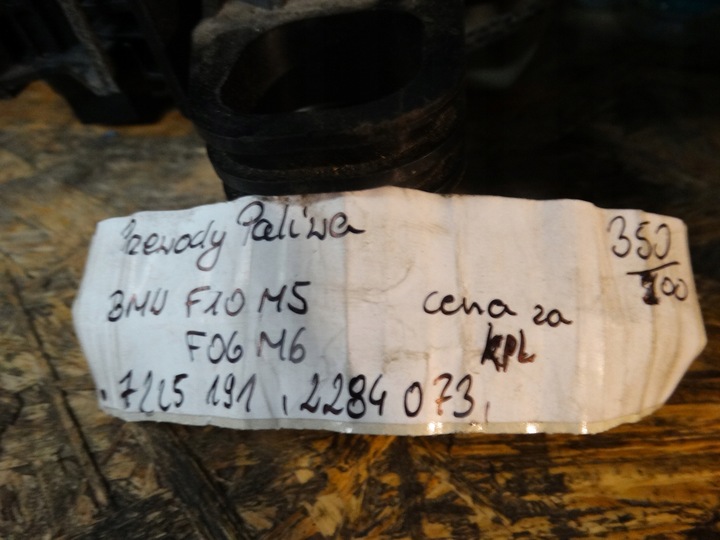 Przewody Paliwa
350
100
BMW F10 M5
cena za
F06 M6
kpl
7225 191, 2284 073,